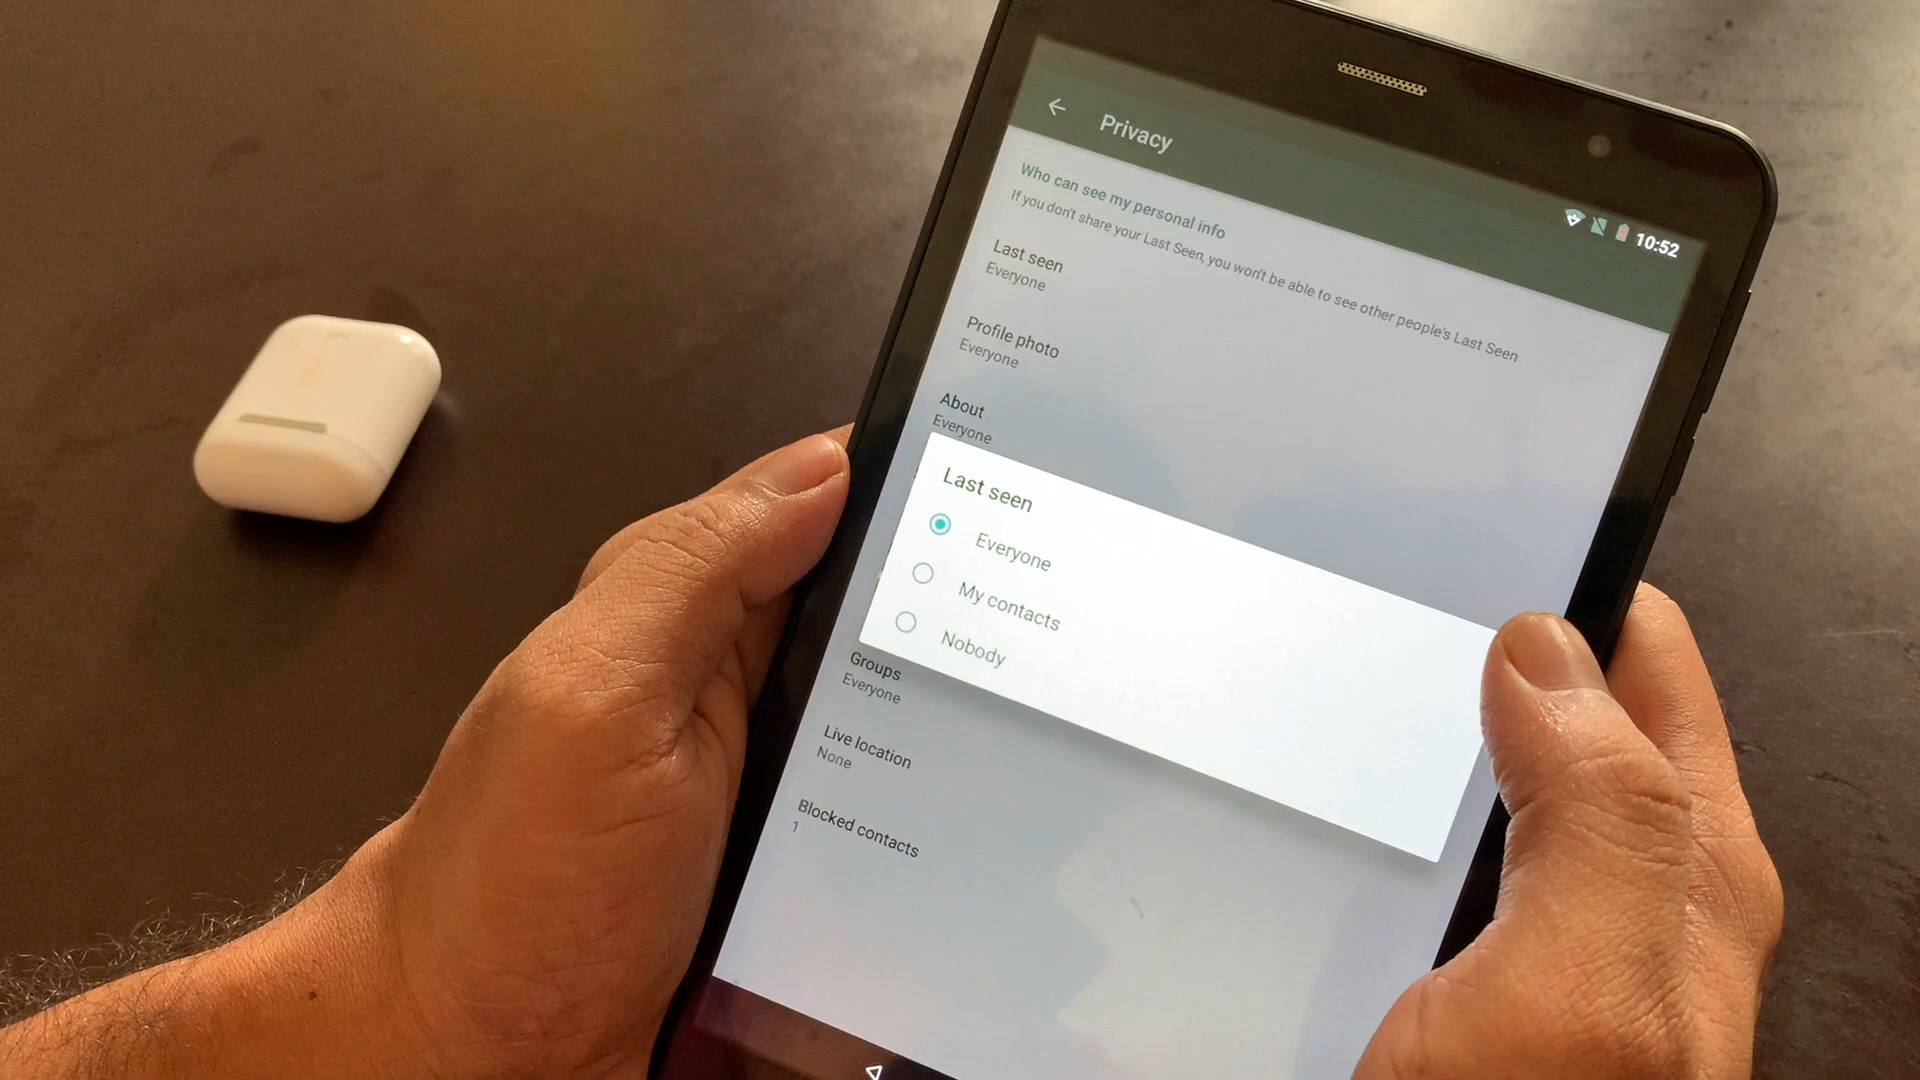 10:52
Privacy
Who can see my personal info
If you don't share your Last Seen, you won't be able to see other people's Last Seen
Last seen
Everyone
Profile photo
Everyone
About
Everyone
Last seen
Everyone
My contacts
Nobody
Groups
Everyone
Live location
None
Blocked contacts
1